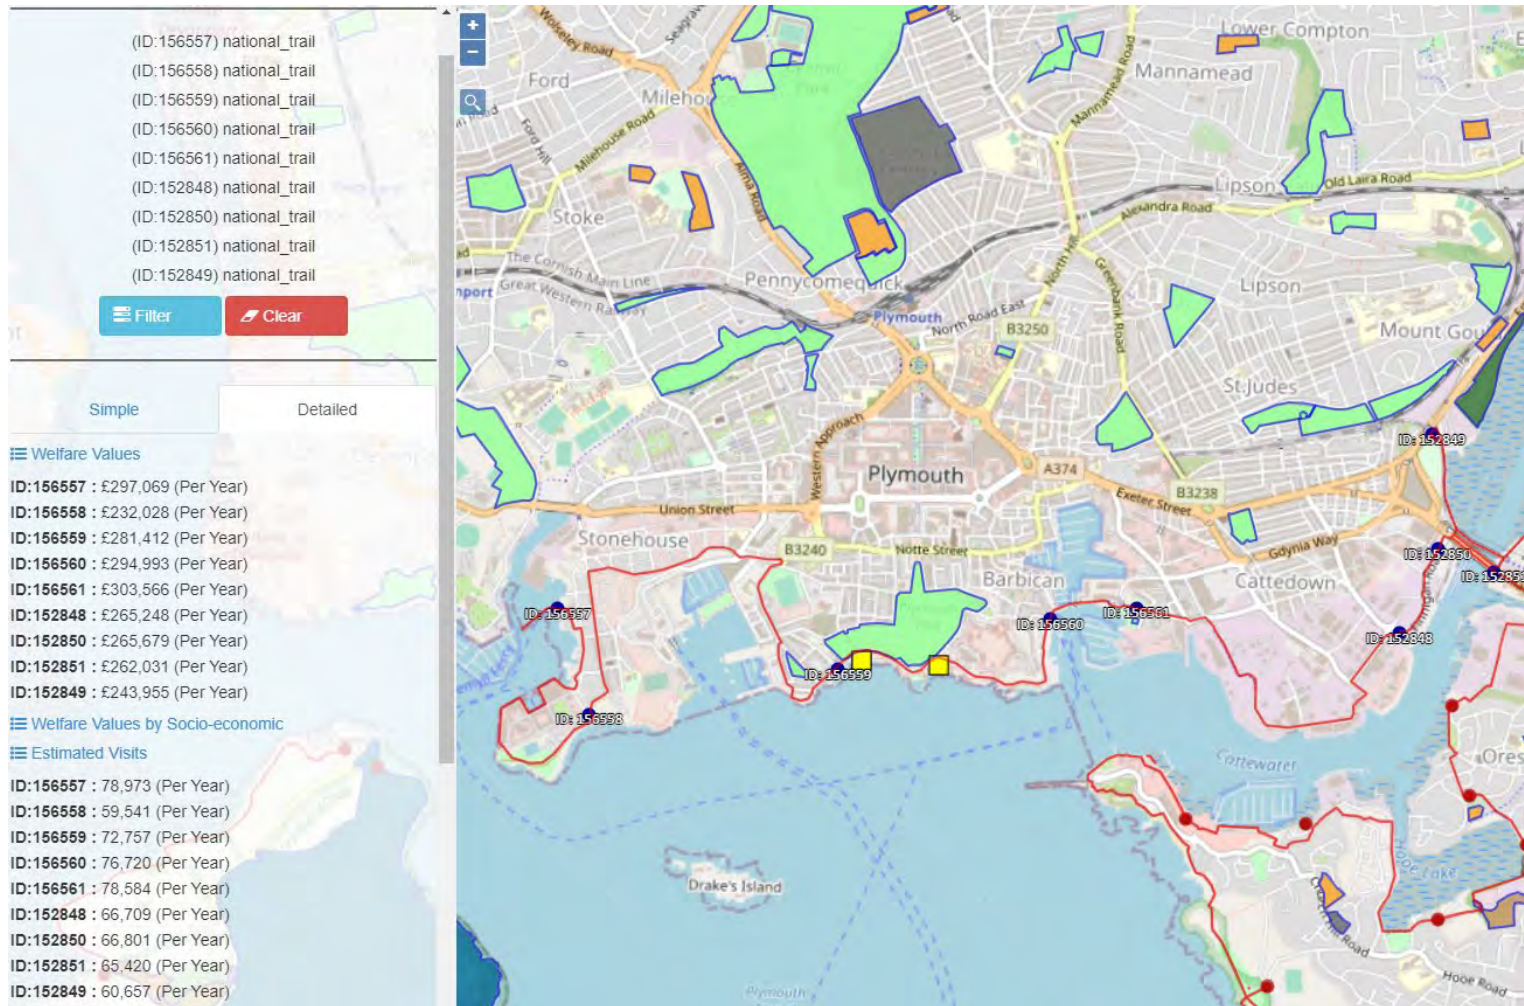 (ID:156557) national_trail
(ID:156558) national_trail
(ID:156559) national_trail
(ID:156560) national_trail
(ID:156561) national_trail
(ID:152848) national_trail
(ID:152850) national_trail
(ID:152851) national_trail
(ID:152849) national_trail
Filter
Clear
Simple
Detailed
Welfare Values
ID:156557 : £297,069 (Per Year)
ID:156558 : £232,028 (Per Year)
ID:156559 : £281,412 (Per Year)
ID:156560 : £294,993 (Per Year)
ID:156561 : £303,566 (Per Year)
ID:152848 : £265,248 (Per Year)
ID:152850 : £265,679 (Per Year)
ID:152851 : £262,031 (Per Year)
ID:152849 : £243,955 (Per Year)
Welfare Values by Socio-economic
Estimated Visits
ID:156557 : 78,973 (Per Year)
ID:156558 : 59,541 (Per Year)
ID:156559 : 72,757 (Per Year)
ID:156560 : 76,720 (Per Year)
ID:156561 : 78,584 (Per Year)
ID:152848 : 66,709 (Per Year)
ID:152850 : 66,801 (Per Year)
ID:152851 : 65,420 (Per Year)
ID:152849 : 60,657 (Per Year)
+
−
Wolseley Road
Lower Compton
Ford
Central Park
Mannamead
Mannamead Road
Ford Hill
Milehouse Road
Alma Road
Lipson
Old Laira Road
Stoke
Alexandra Road
The Cornish Main Line
Great Western Railway
Pennycomequick
North Hill
Greenbank Road
Lipson
Plymouth
North Road East
B3250
St Judes
Western Approach
ID: 152849
Plymouth
A374
Exeter Street
B3238
Union Street
Stonehouse
B3240
Notte Street
Gdynia Way
ID: 152850
Barbican
Cattedown
ID: 152851
ID: 156557
ID: 156560
ID: 156561
ID: 152848
ID: 156559
ID: 156558
Cattewater
Drake's Island
Hooe Lake
Hooe Road
Plymouth